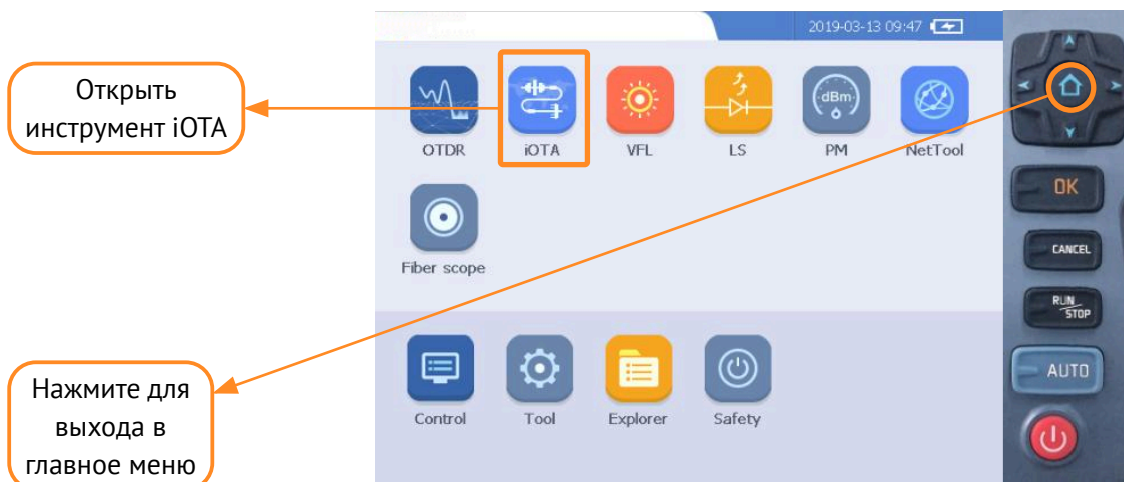 2019-03-13 09:47
Открыть
инструмент iOTA
OTDR
iOTA
VFL
LS
dBm
PM
NetTool
Fiber scope
OK
CANCEL
RUN
STOP
AUTO
Control
Tool
Explorer
Safety
Нажмите для
выхода в
главное меню